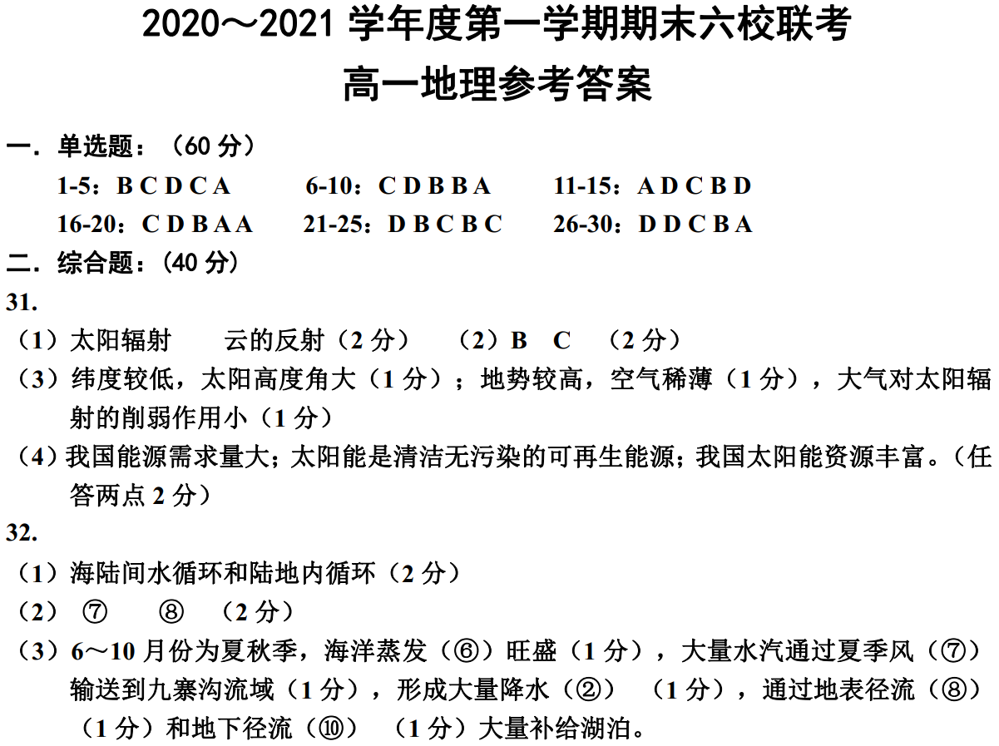 2020～2021 学年度第一学期期末六校联考
高一地理参考答案
一．单选题：（60 分）
1-5：B C D C A 6-10：C D B B A 11-15：A D C B D
16-20：C D B A A 21-25：D B C B C 26-30：D D C B A
二．综合题：(40 分)
31.
（1）太阳辐射 云的反射（2 分） （2）B C （2 分）
（3）纬度较低，太阳高度角大（1 分）；地势较高，空气稀薄（1 分），大气对太阳辐
射的削弱作用小（1 分）
（4）我国能源需求量大；太阳能是清洁无污染的可再生能源；我国太阳能资源丰富。（任
答两点 2 分）
32.
（1）海陆间水循环和陆地内循环（2 分）
（2） ⑦ ⑧ （2 分）
（3）6～10 月份为夏秋季，海洋蒸发（⑥）旺盛（1 分），大量水汽通过夏季风（⑦）
输送到九寨沟流域（1 分），形成大量降水（②） （1 分），通过地表径流（⑧）
（1 分）和地下径流（⑩） （1 分）大量补给湖泊。